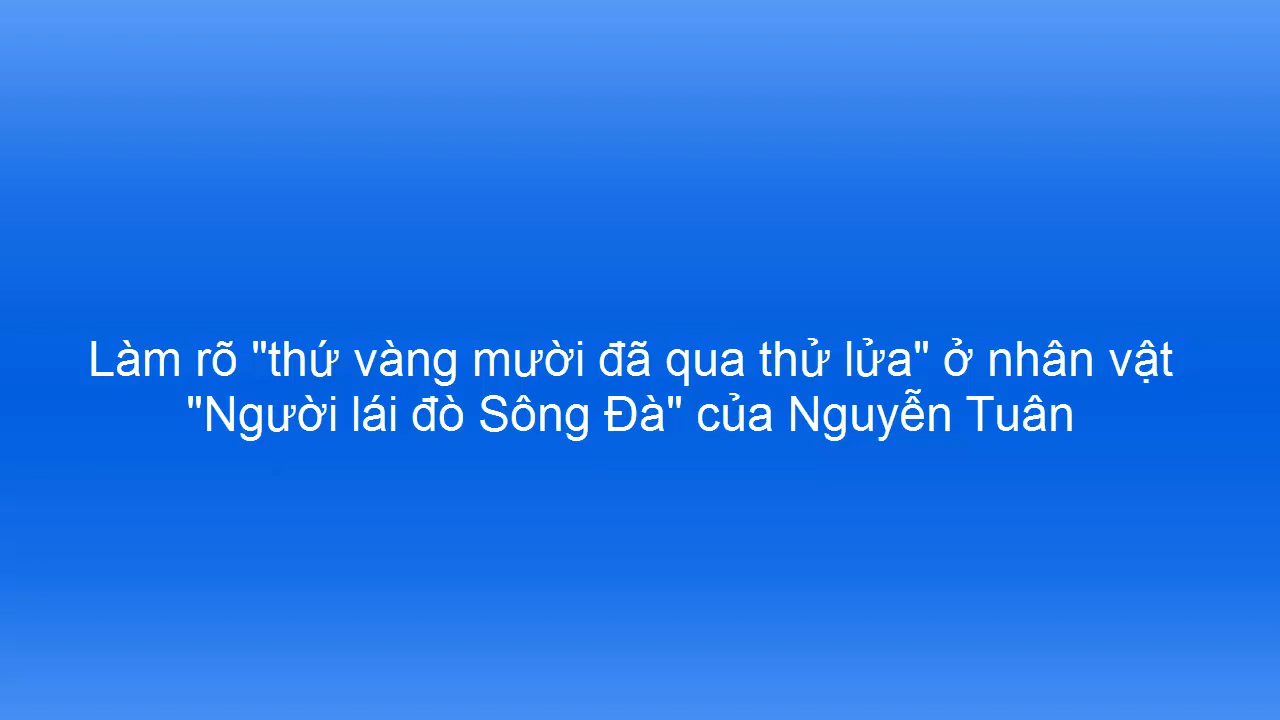 Làm rõ "thứ vàng mười đã qua thử lửa" ở nhân vật
"Người lái đò Sông Đà" của Nguyễn Tuân